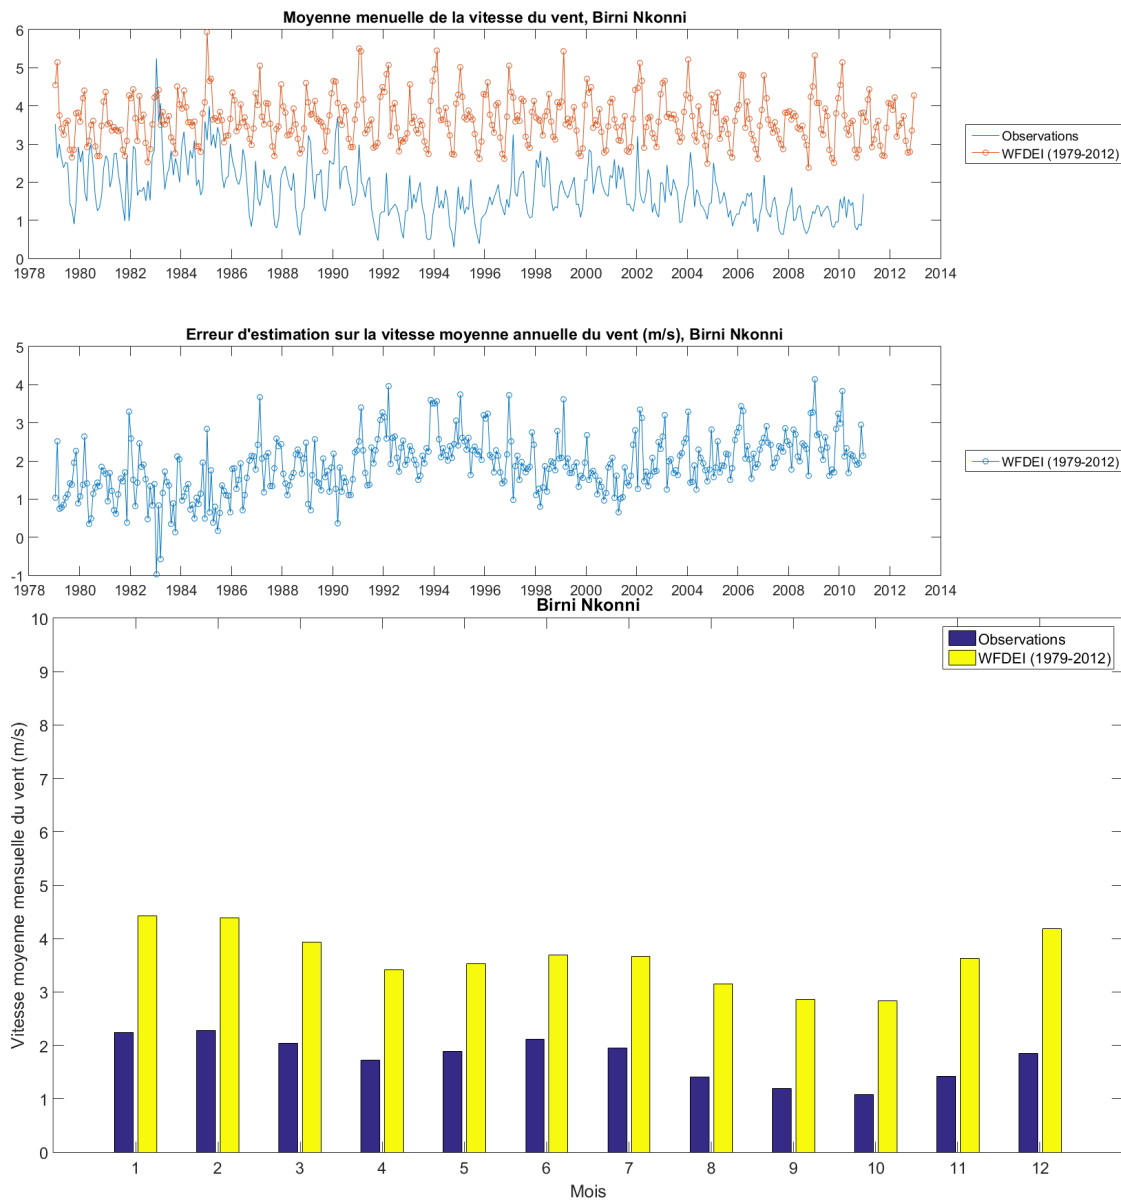 Moyenne menuelle de la vitesse du vent, Birni Nkonni
6
5
4
3
2
1
0
1978 1980 1982 1984 1986 1988 1990 1992 1994 1996 1998 2000 2002 2004 2006 2008 2010 2012 2014
Observations
WFDEI (1979-2012)
Erreur d'estimation sur la vitesse moyenne annuelle du vent (m/s), Birni Nkonni
5
4
3
2
1
0
-1
1978 1980 1982 1984 1986 1988 1990 1992 1994 1996 1998 2000 2002 2004 2006 2008 2010 2012 2014
WFDEI (1979-2012)
Birni Nkonni
Vitesse moyenne mensuelle du vent (m/s)
10
9
8
7
6
5
4
3
2
1
0
1 2 3 4 5 6 7 8 9 10 11 12
Mois
Observations
WFDEI (1979-2012)